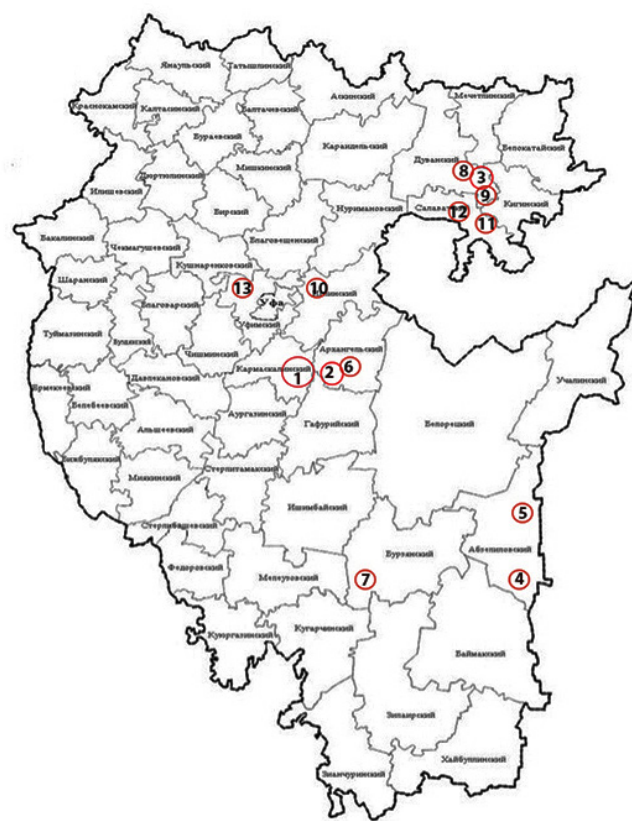 Янаульский
Татышлинский
Аскинский
Мечетлинский
Краснокамский
Калтасинский
Балтачевский
Белокатайский
Бураевский
Караидельский
Дуванский
8
3
Дюртюлинский
Мишкинский
Илишевский
9
Бирский
Нуримановский
12
Кигинский
11
Бакалинский
Чекмагушевский
Благовещенский
Кушнаренковский
Шаранский
13
10
Благоварский
Уфа
Туймазинский
Уфимский
Чишминский
Архангельский
Учалинский
Кармаскалинский
2
6
Ермекеевский
Давлекановский
1
Белебеевский
Аургазинский
Белорецкий
Альшеевский
Гафурийский
Стерлитамакский
Миякинский
Ишимбайский
5
Стерлибашевский
Бурзянский
Абзелиловский
Федоровский
Мелеузовский
7
4
Куюргазинский
Кугарчинский
Баймакский
Зилаирский
Хайбуллинский
Зианчуринский